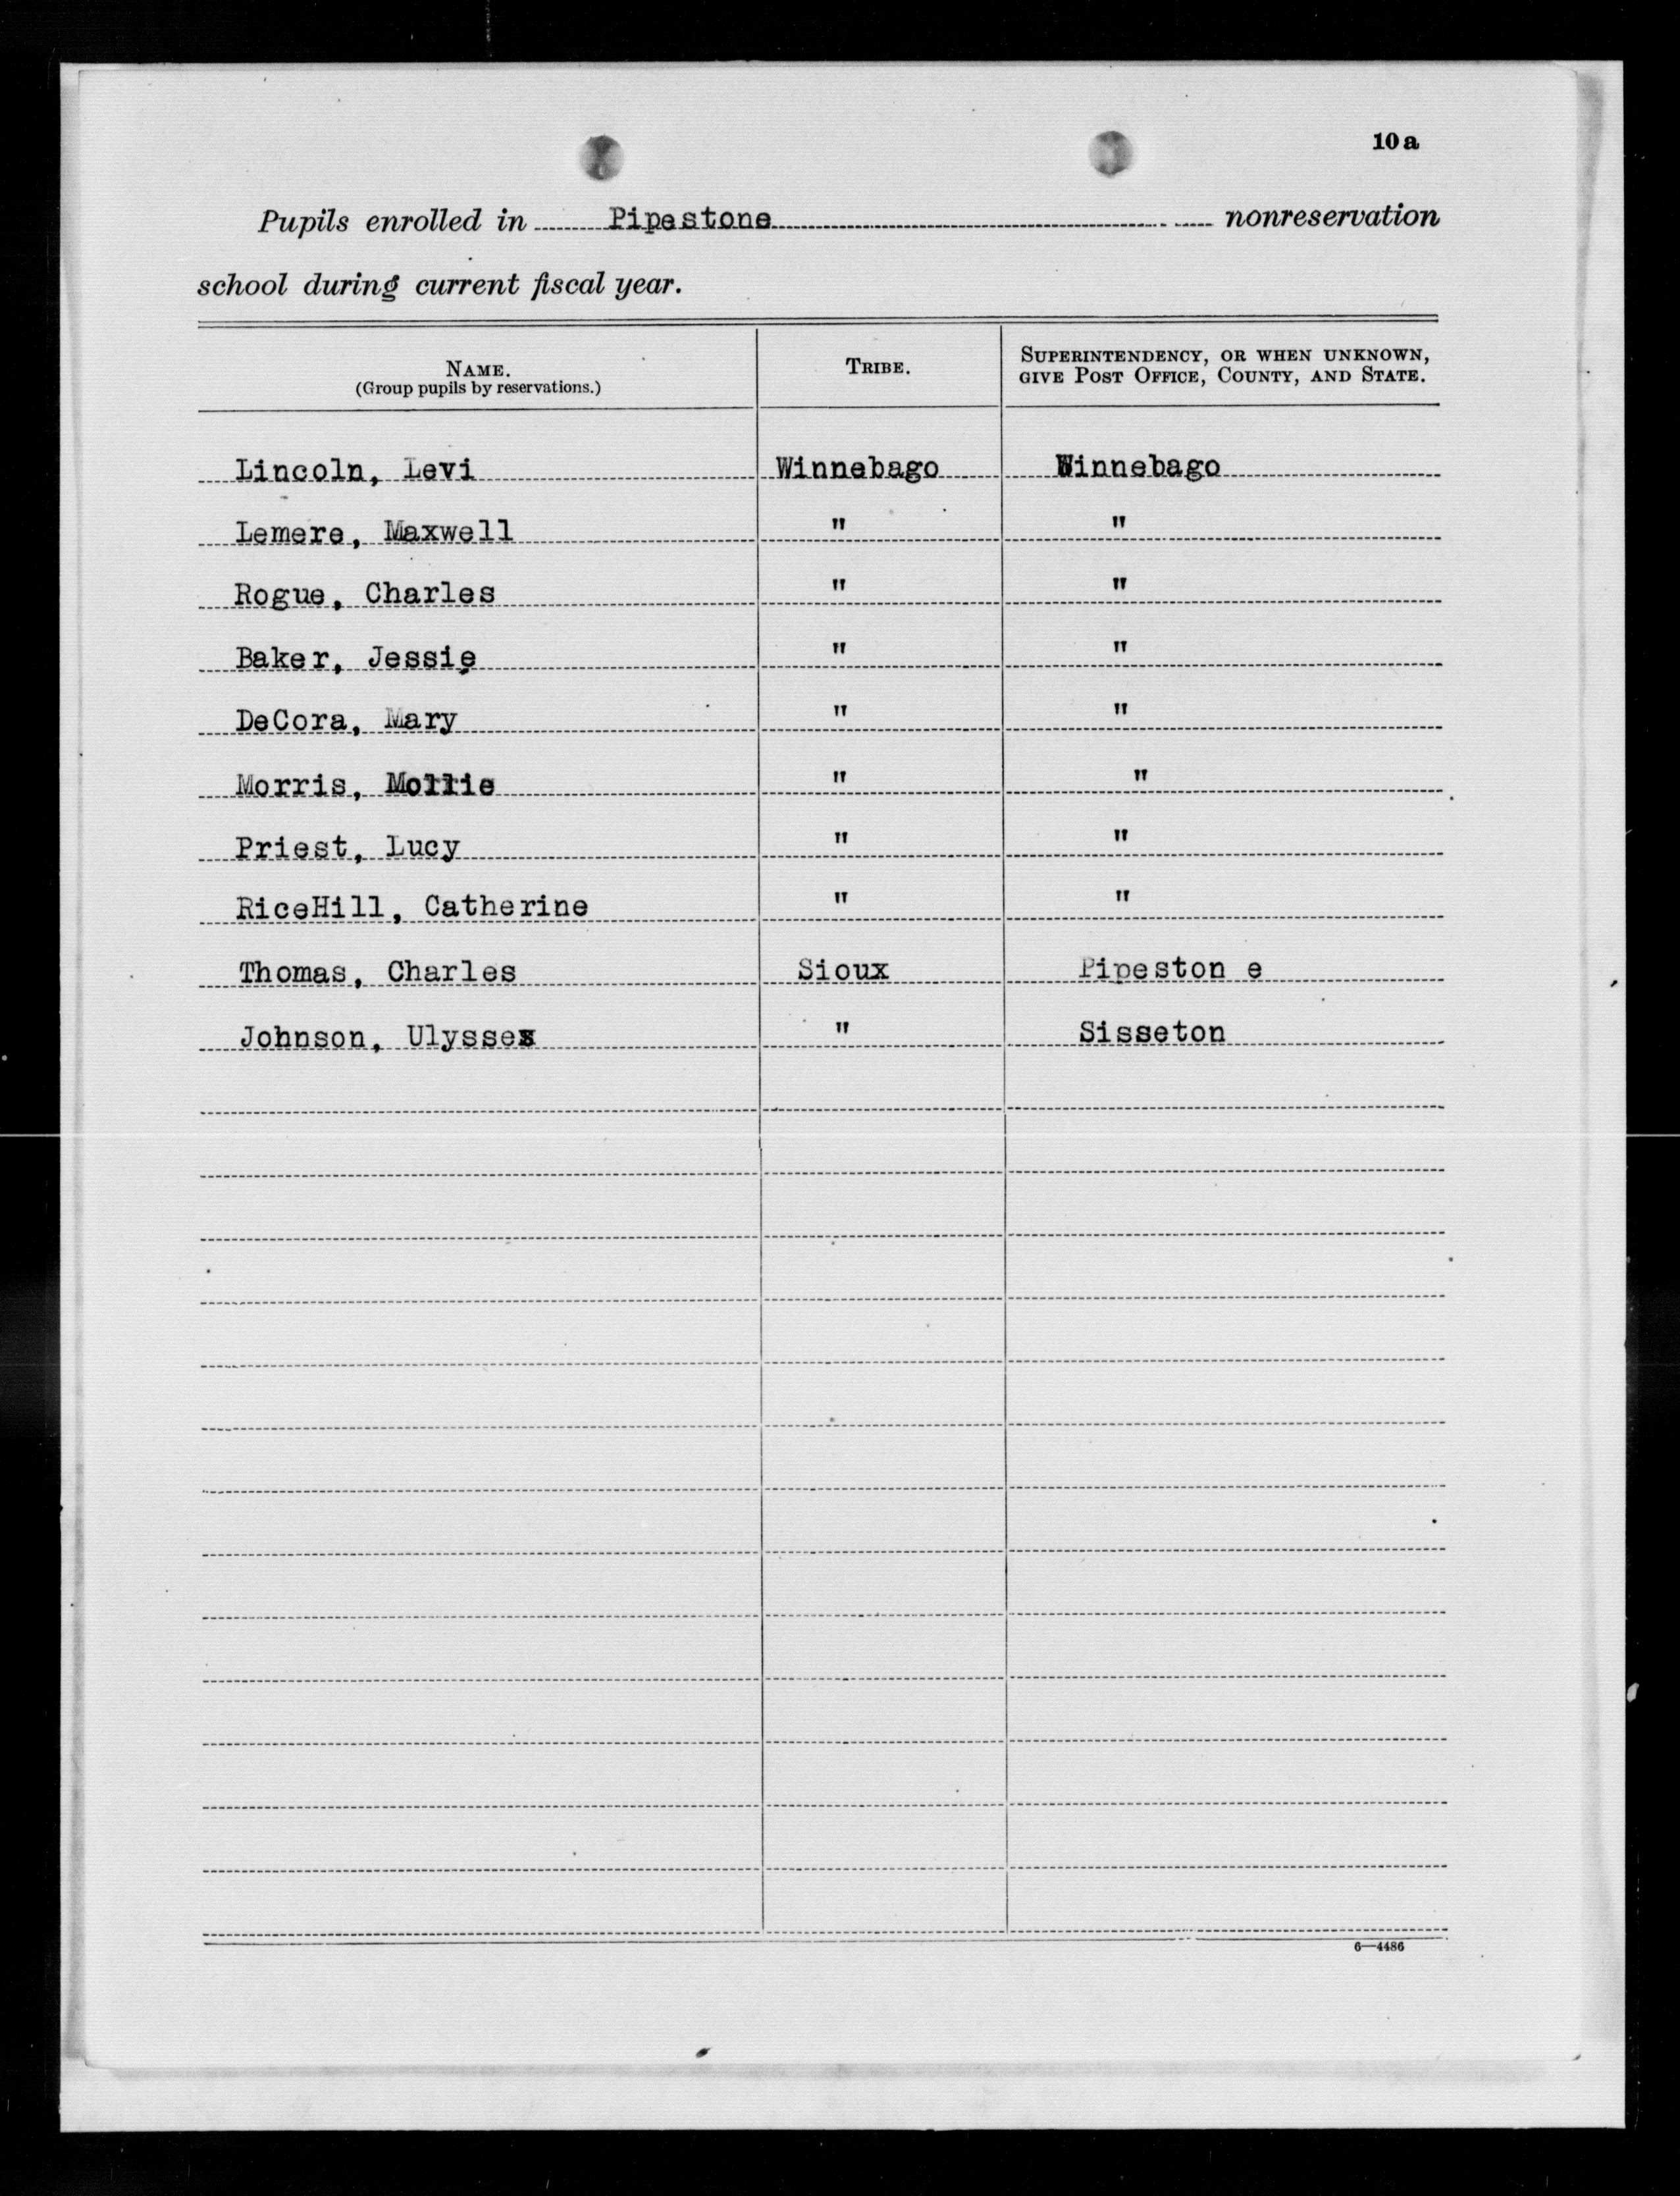 10 a
Pupils enrolled in Pipestone nonreservation
school during current fiscal year.
NAME. TRIBE. SUPERINTENDENCY, OR WHEN UNKNOWN,
(Group pupils by reservations.) GIVE POST OFFICE, COUNTY, AND STATE.
Lincoln, Levi Winnebago Winnebago
Lemere, Maxwell " "
Rogue, Charles " "
Baker, Jessie " "
DeCora, Mary " "
Morris, Mollie " "
Priest, Lucy " "
RiceHill, Catherine " "
Thomas, Charles Sioux Pipeston e
Johnson, Ulysses " Sisseton
6—4486